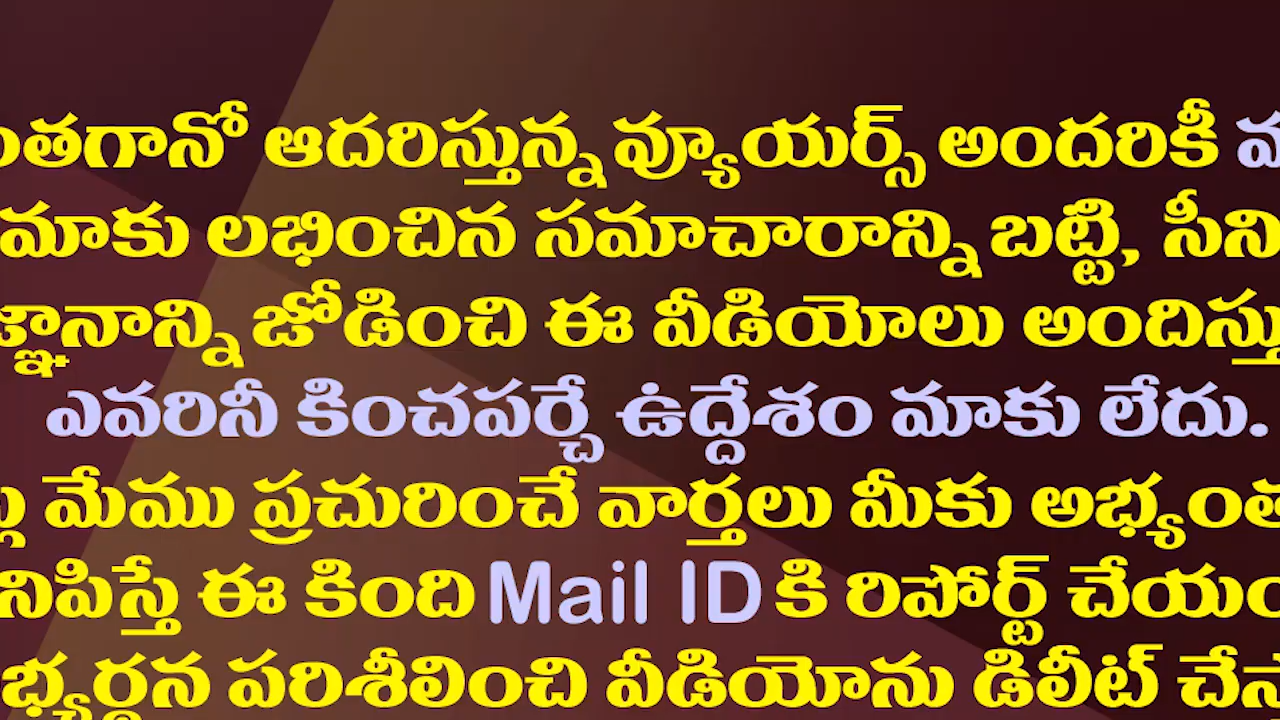 ఆదరిస్తున్న వ్యూయర్స్ అందరికీ
మాకు లభించిన సమాచారాన్ని బట్టి,
జోడించి ఈ వీడియోలు
ఎవరినీ కించపర్చే ఉద్దేశం మాకు లేదు.
మేము ప్రచురించే వార్తలు మీకు
ఈ కింది Mail ID కి రిపోర్ట్
పరిశీలించి వీడియోను డిలీట్